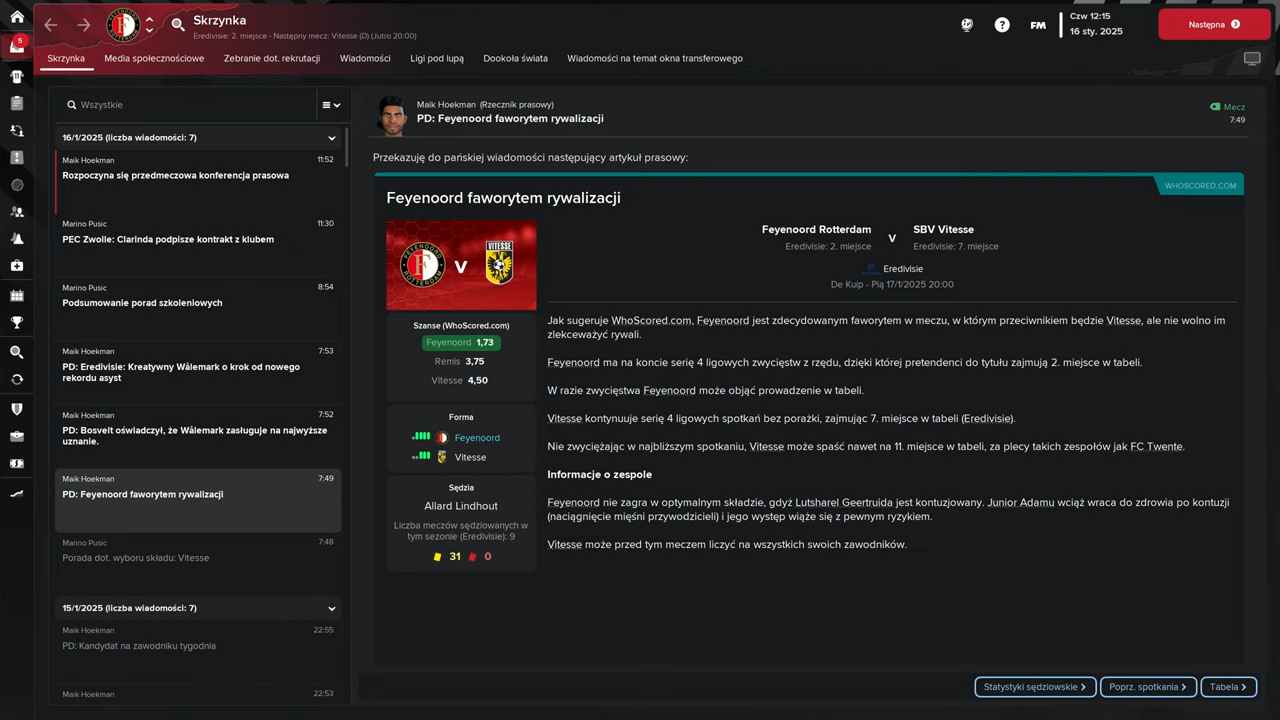 5
Skrzynka
Eredivisie: 2. miejsce - Następny mecz: Vitesse (D) (Jutro 20:00)
FM
Czw 12:15
16 sty. 2025
Następna
Skrzynka
Media społecznościowe
Zebranie dot. rekrutacji
Wiadomości
Ligi pod lupą
Dookoła świata
Wiadomości na temat okna transferowego
Wszystkie
16/1/2025 (liczba wiadomości: 7)
Maik Hoekman 11:52
Rozpoczyna się przedmeczowa konferencja prasowa
Marino Pusic 11:30
PEC Zwolle: Clarinda podpisze kontrakt z klubem
Marino Pusic 8:54
Podsumowanie porad szkoleniowych
Maik Hoekman 7:53
PD: Eredivisie: Kreatywny Wålemark o krok od nowego
rekordu asyst
Maik Hoekman 7:52
PD: Bosvelt oświadczył, że Wålemark zasługuje na najwyższe
uznanie.
Maik Hoekman 7:49
PD: Feyenoord faworytem rywalizacji
Marino Pusic 7:48
Porada dot. wyboru składu: Vitesse
15/1/2025 (liczba wiadomości: 7)
Maik Hoekman 22:55
PD: Kandydat na zawodniku tygodnia
Maik Hoekman 22:53
Maik Hoekman (Rzecznik prasowy)
PD: Feyenoord faworytem rywalizacji
Mecz
7:49
Przekazuję do pańskiej wiadomości następujący artykuł prasowy:
WHOSCORED.COM
Feyenoord faworytem rywalizacji
FEYENOORD
ROTTERDAM
V
VITESSE
Feyenoord Rotterdam V SBV Vitesse
Eredivisie: 2. miejsce Eredivisie: 7. miejsce
Eredivisie
De Kuip - Pią 17/1/2025 20:00
Szanse (WhoScored.com)
Feyenoord 1,73
Remis 3,75
Vitesse 4,50
Forma
Feyenoord
Vitesse
Sędzia
Allard Lindhout
Liczba meczów sędziowanych w
tym sezonie (Eredivisie): 9
31 0
Jak sugeruje WhoScored.com, Feyenoord jest zdecydowanym faworytem w meczu, w którym przeciwnikiem będzie Vitesse, ale nie wolno im
zlekceważyć rywali.
Feyenoord ma na koncie serię 4 ligowych zwycięstw z rzędu, dzięki której pretendenci do tytułu zajmują 2. miejsce w tabeli.
W razie zwycięstwa Feyenoord może objąć prowadzenie w tabeli.
Vitesse kontynuuje serię 4 ligowych spotkań bez porażki, zajmując 7. miejsce w tabeli (Eredivisie).
Nie zwyciężając w najbliższym spotkaniu, Vitesse może spaść nawet na 11. miejsce w tabeli, za plecy takich zespołów jak FC Twente.
Informacje o zespole
Feyenoord nie zagra w optymalnym składzie, gdyż Lutsharel Geertruida jest kontuzjowany. Junior Adamu wciąż wraca do zdrowia po kontuzji
(naciągnięcie mięśni przywodzicieli) i jego występ wiąże się z pewnym ryzykiem.
Vitesse może przed tym meczem liczyć na wszystkich swoich zawodników.
Statystyki sędziowskie
Poprz. spotkania
Tabela